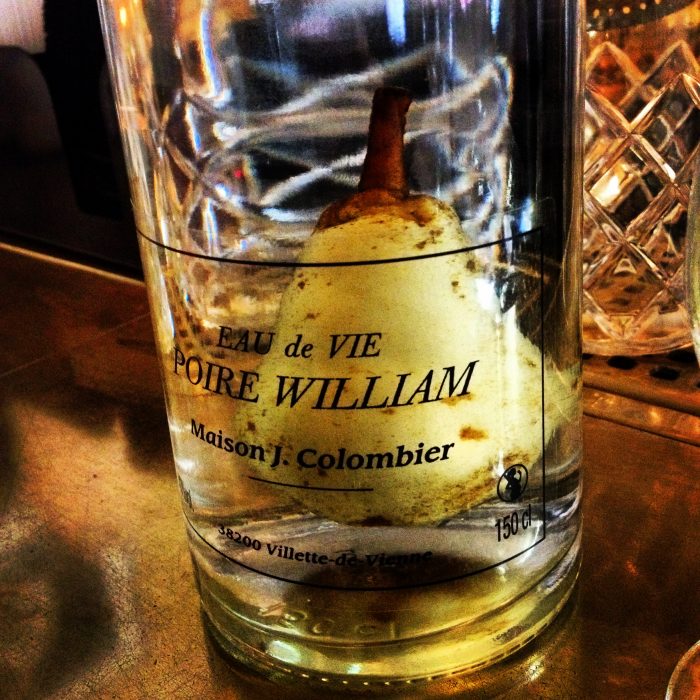 EAU de VIE
POIRE WILLIAM
Maison J. Colombier
150 cl
38200 Villette-de-Vienne